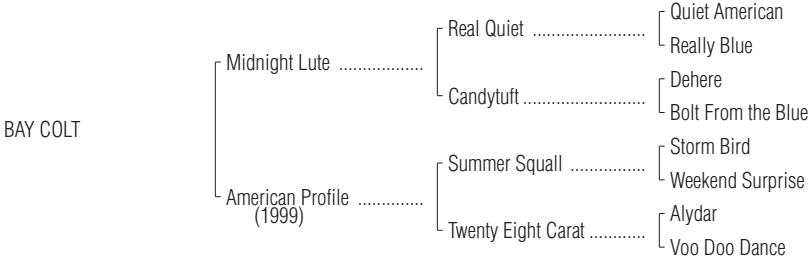 Quiet American
Real Quiet ........................
Really Blue
Midnight Lute ..................
Dehere
Candytuft ..........................
Bolt From the Blue
BAY COLT
Storm Bird
Summer Squall ................
Weekend Surprise
American Profile ..............
(1999)
Alydar
Twenty Eight Carat ............
Voo Doo Dance